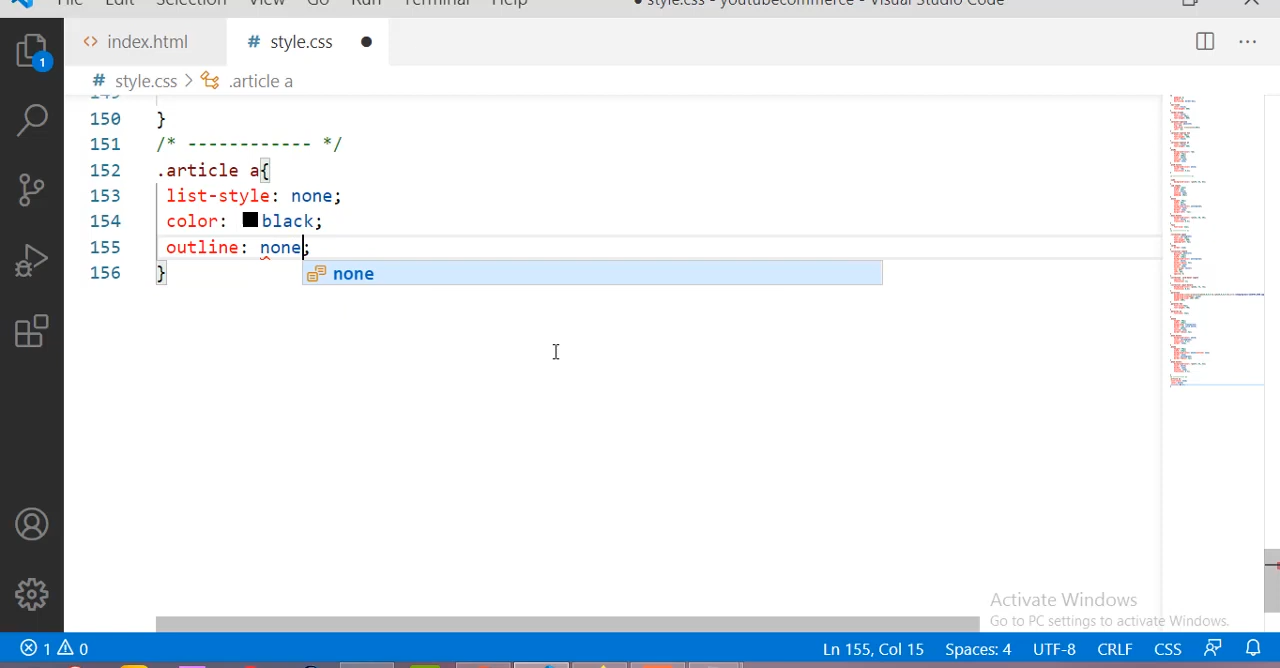 File Edit Selection View Go Run Terminal Help ● style.css - youtubecommerce - Visual Studio Code
1
<> index.html # style.css ●
# style.css > .article a
149
150 }
151 /* ------------ */
152 .article a{
153 list-style: none;
154 color: black;
155 outline: none;
156 }
none
Activate Windows
Go to PC settings to activate Windows.
1 0 Ln 155, Col 15 Spaces: 4 UTF-8 CRLF CSS